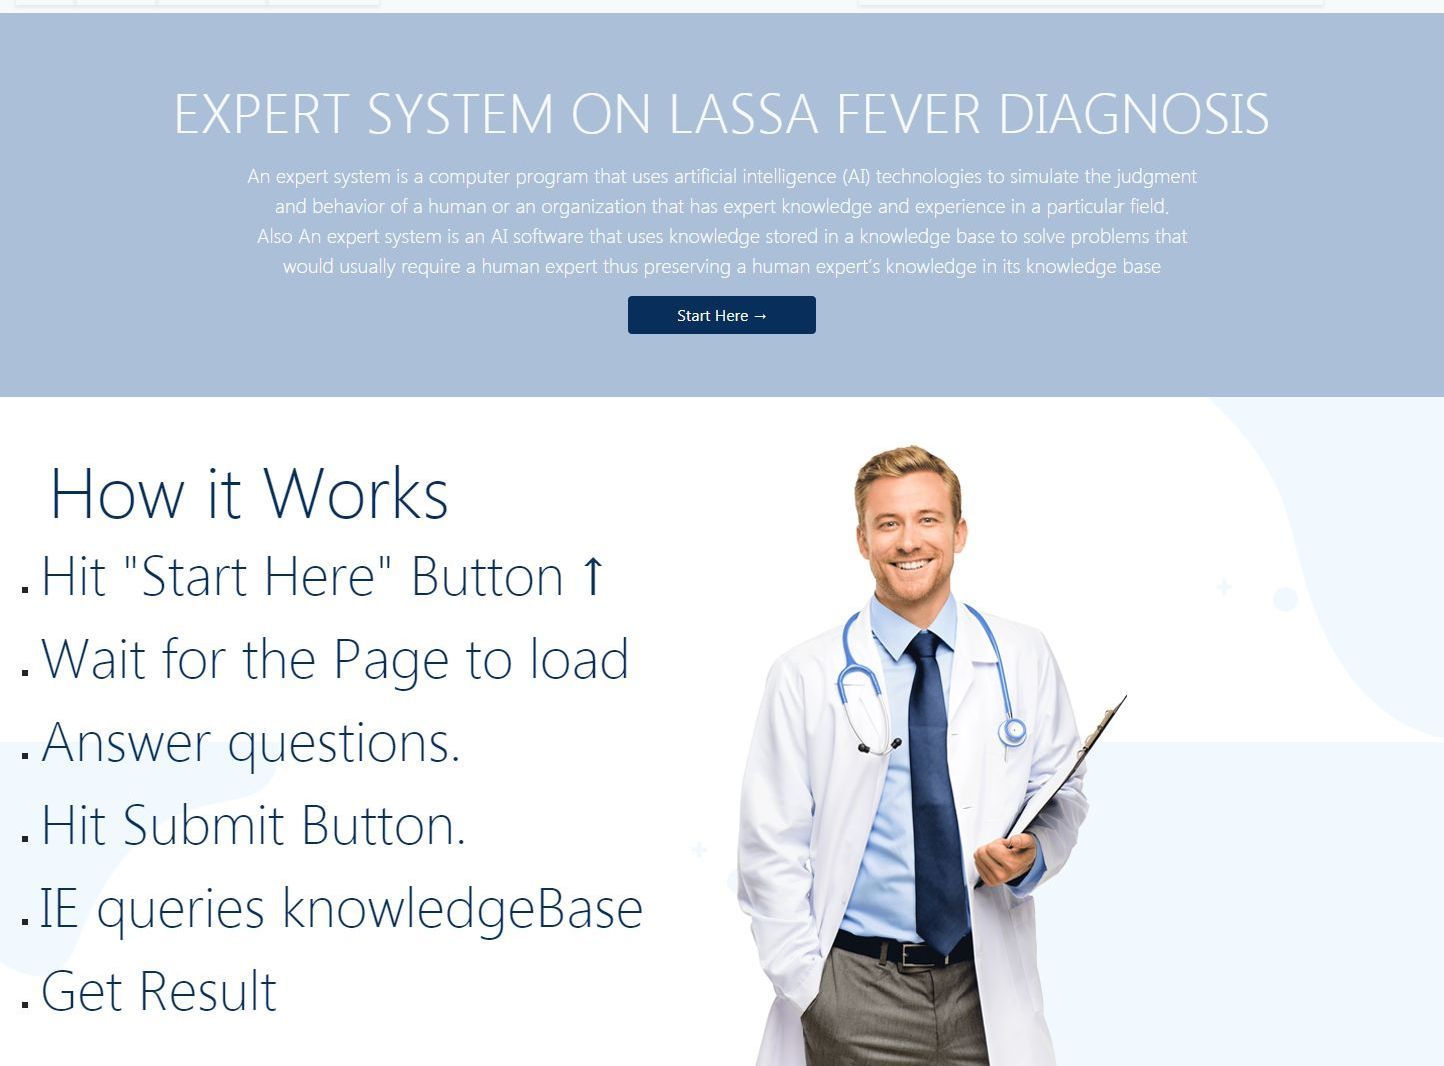 EXPERT SYSTEM ON LASSA FEVER DIAGNOSIS
An expert system is a computer program that uses artificial intelligence (AI) technologies to simulate the judgment
and behavior of a human or an organization that has expert knowledge and experience in a particular field.
Also An expert system is an AI software that uses knowledge stored in a knowledge base to solve problems that
would usually require a human expert thus preserving a human expert’s knowledge in its knowledge base
Start Here →
How it Works
Hit "Start Here" Button ↑
Wait for the Page to load
Answer questions.
Hit Submit Button.
IE queries knowledgeBase
Get Result